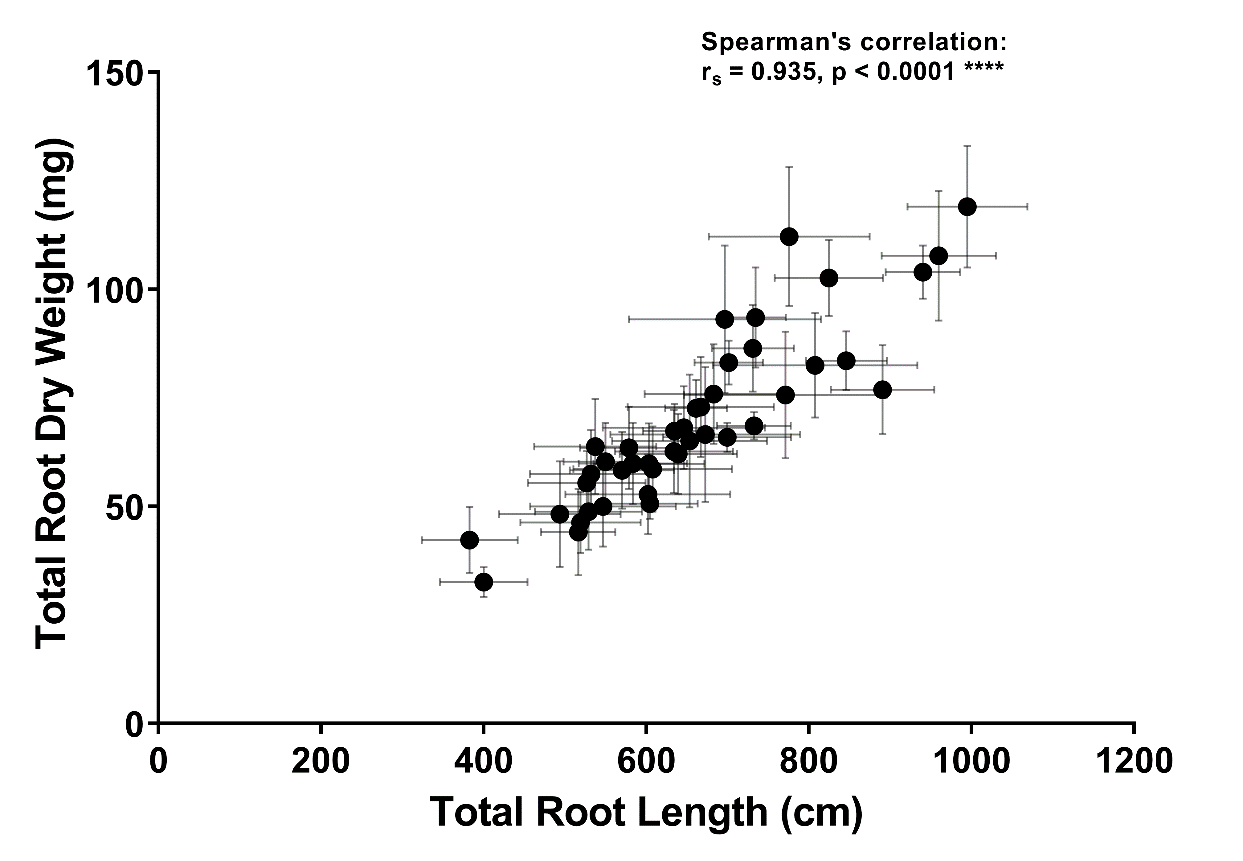 Spearman's correlation:
rs = 0.935, p < 0.0001 ****
150
100
50
0
Total Root Dry Weight (mg)
0 200 400 600 800 1000 1200
Total Root Length (cm)